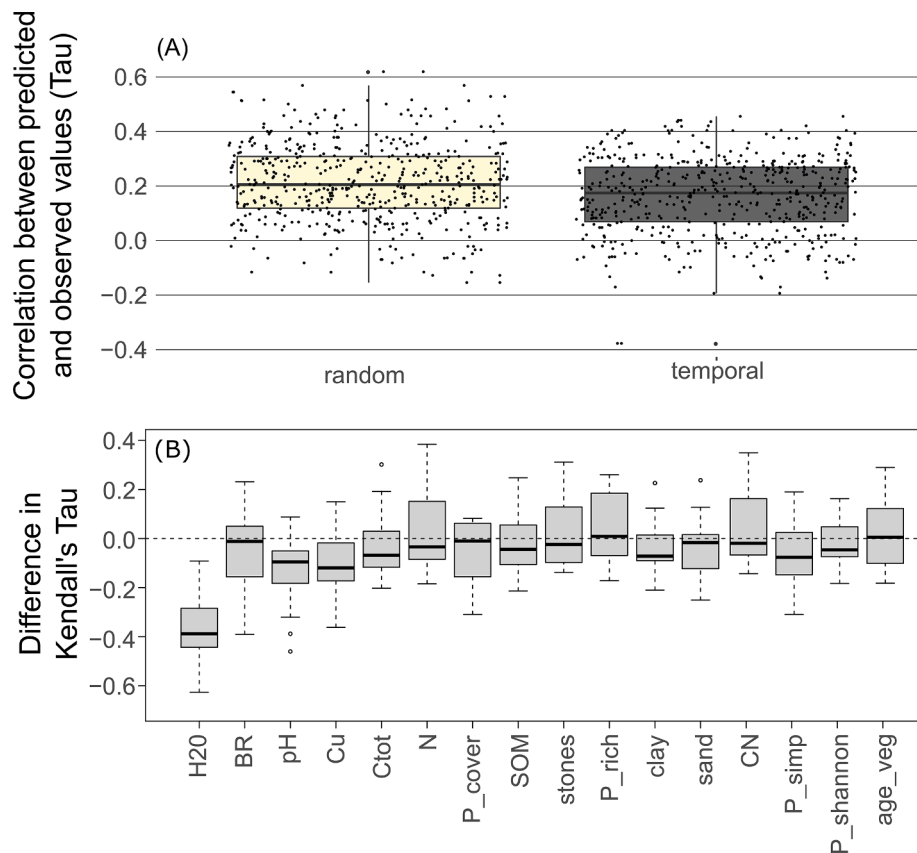 (A)
Correlation between predicted
and observed values (Tau)
0.6
0.4
0.2
0.0
−0.2
−0.4
random
temporal
(B)
Difference in
Kendall's Tau
0.4
0.2
0.0
−0.2
−0.4
−0.6
H20
BR
pH
Cu
Ctot
N
P_cover
SOM
stones
P_rich
clay
sand
CN
P_simp
P_shannon
age_veg